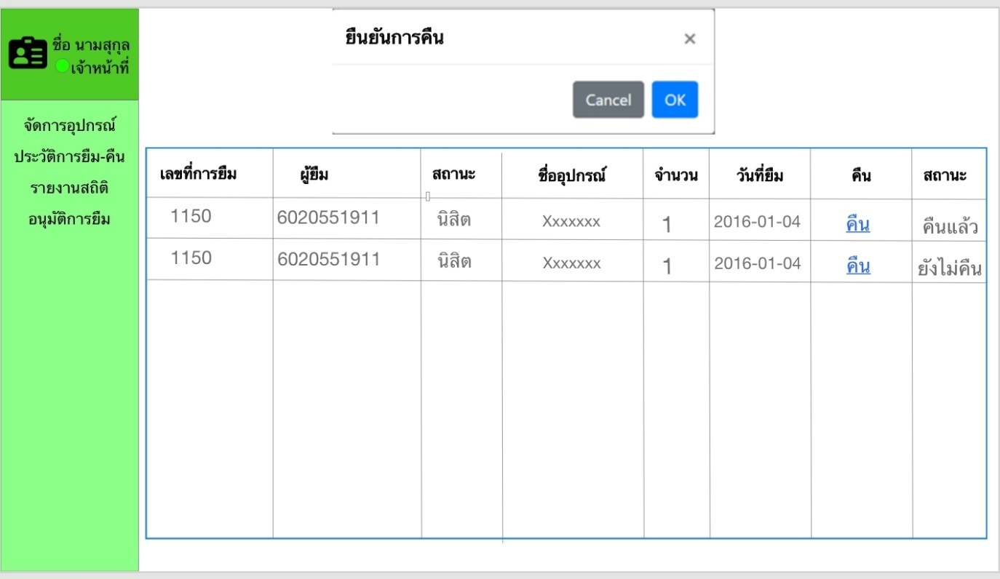 ชื่อ นามสุกุล
เจ้าหน้าที่
จัดการอุปกรณ์
ประวัติการยืม-คืน
รายงานสถิติ
อนุมัติการยืม
ยืนยันการคืน ×
Cancel OK
เลขที่การยืม ผู้ยืม สถานะ ชื่ออุปกรณ์ จำนวน วันที่ยืม คืน สถานะ
1150 6020551911 นิสิต Xxxxxxx 1 2016-01-04 คืน คืนแล้ว
1150 6020551911 นิสิต Xxxxxxx 1 2016-01-04 คืน ยังไม่คืน